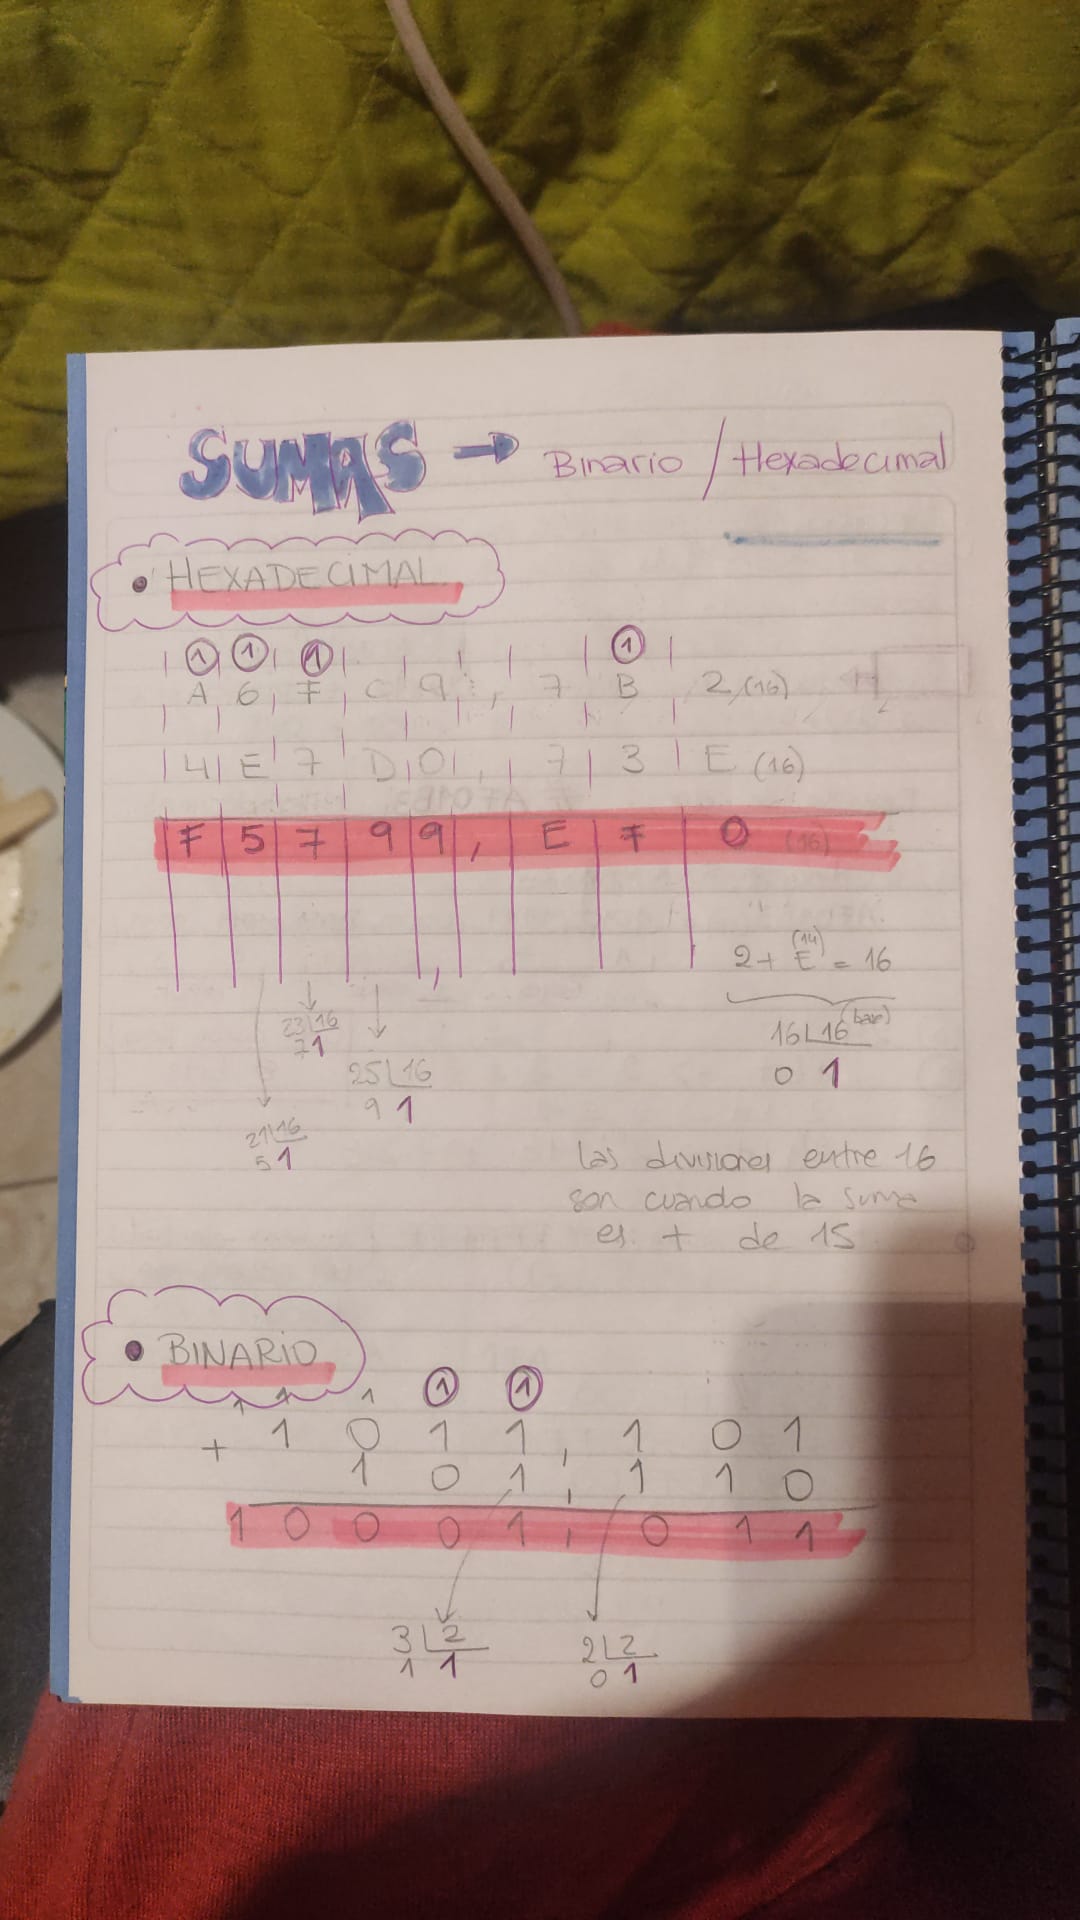 SUMAS → Binario / Hexadecimal
• HEXADECIMAL
1 1 1 1
A 6 F C 9 , 7 B 2 (16)
4 E 7 D 0 , 7 3 E (16)
F 5 7 9 9 , E F 0 (16)
2 + E (14) = 16
23 16
7 1
16 16 (base)
0 1
25 16
9 1
21 16
5 1
Las divisiones entre 16
son cuando la suma
es + de 15
• BINARIO
1 1 1 1 1
+ 1 0 1 1 , 1 0 1
1 0 1 , 1 1 0
1 0 0 0 1 , 0 1 1
3 2
1 1
2 2
0 1